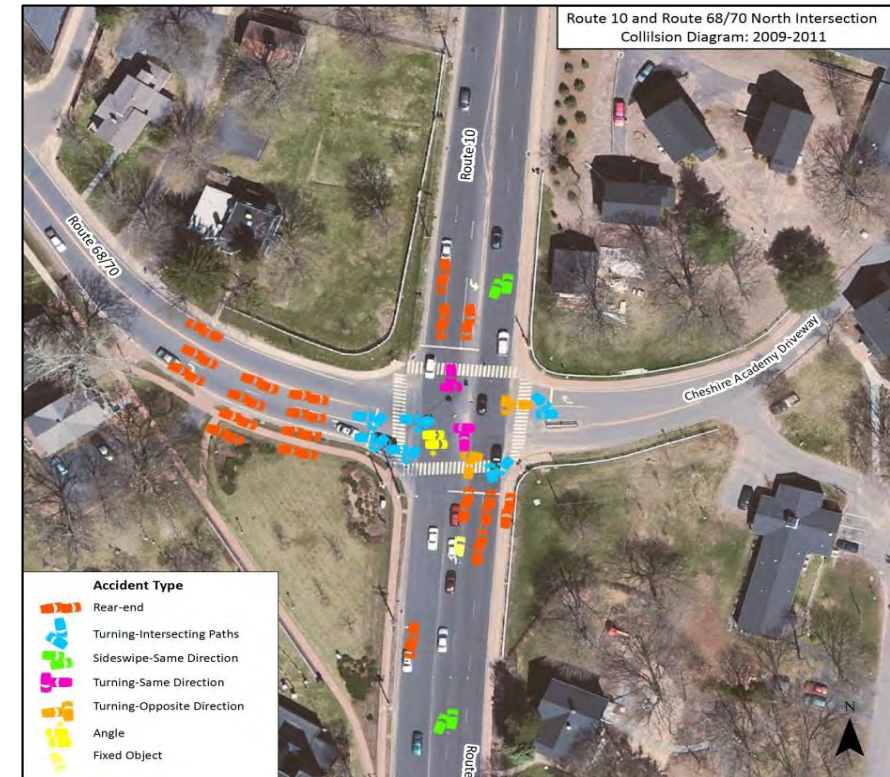 Route 10 and Route 68/70 North Intersection
Collilsion Diagram: 2009-2011
Route 10
Route 68/70
Cheshire Academy Driveway
Accident Type
Rear-end
Turning-Intersecting Paths
Sideswipe-Same Direction
Turning-Same Direction
Turning-Opposite Direction
Angle
Fixed Object
N
Route